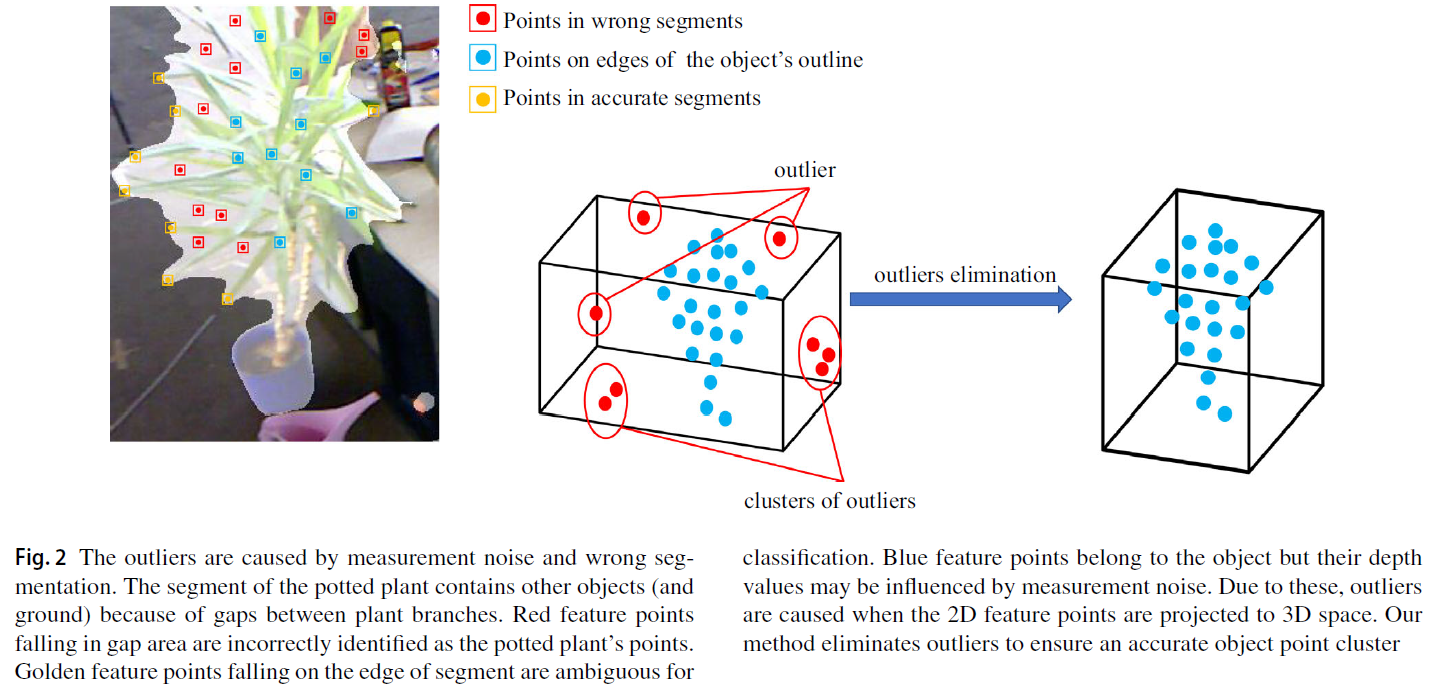 Points in wrong segments
Points on edges of the object's outline
Points in accurate segments
outlier
outliers elimination
clusters of outliers
Fig. 2 The outliers are caused by measurement noise and wrong seg-
mentation. The segment of the potted plant contains other objects (and
ground) because of gaps between plant branches. Red feature points
falling in gap area are incorrectly identified as the potted plant's points.
Golden feature points falling on the edge of segment are ambiguous for
classification. Blue feature points belong to the object but their depth
values may be influenced by measurement noise. Due to these, outliers
are caused when the 2D feature points are projected to 3D space. Our
method eliminates outliers to ensure an accurate object point cluster